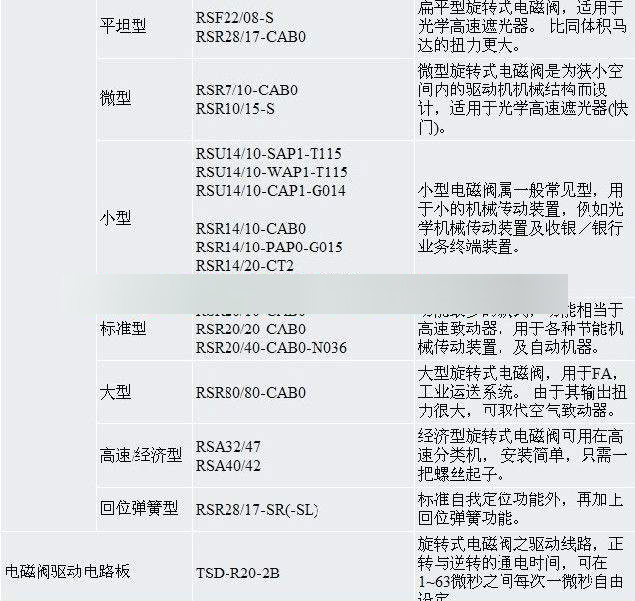 平坦型
RSF22/08-S
RSR28/17-CAB0
扁平型旋转式电磁阀，适用于
光学高速遮光器。 比同体积马
达的扭力更大。
微型
RSR7/10-CAB0
RSR10/15-S
微型旋转式电磁阀是为狭小空
间内的驱动机机械结构而设
计，适用于光学高速遮光器(快
门)。
小型
RSU14/10-SAP1-T115
RSU14/10-WAP1-T115
RSU14/10-CAP1-G014
RSR14/10-CAB0
RSR14/10-PAP0-G015
RSR14/20-CT2
小型电磁阀属一般常见型，用
于小的机械传动装置，例如光
学机械传动装置及收银／银行
业务终端装置。
标准型
RSR20/20-CAB0
RSR20/40-CAB0-N036
功能相当于
高速致动器，用于各种节能机
械传动装置，及自动机器。
大型
RSR80/80-CAB0
大型旋转式电磁阀，用于FA，
工业运送系统。 由于其输出扭
力很大，可取代空气致动器。
高速/经济型
RSA32/47
RSA40/42
经济型旋转式电磁阀可用在高
速分类机， 安装简单，只需一
把螺丝起子。
回位弹簧型
RSR28/17-SR(-SL)
标准自我定位功能外，再加上
回位弹簧功能。
电磁阀驱动电路板
TSD-R20-2B
旋转式电磁阀之驱动线路，正
转与逆转的通电时间，可在
1~63微秒之间每次一微秒自由
设定